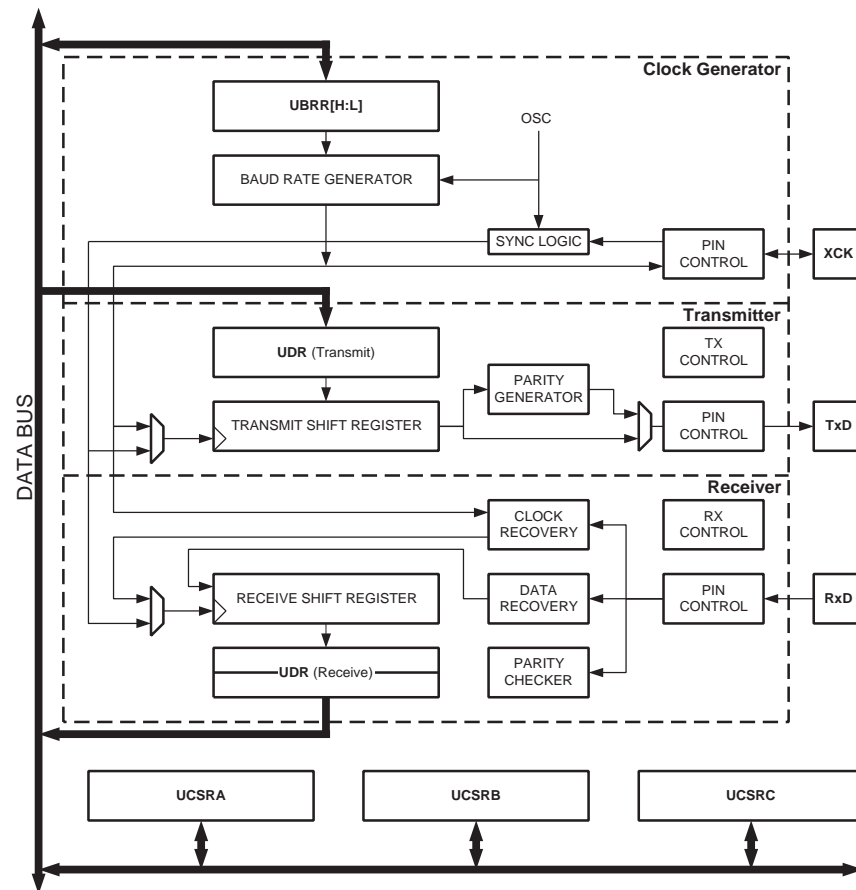 Clock Generator
UBRR[H:L]
OSC
BAUD RATE GENERATOR
SYNC LOGIC
PIN
CONTROL
XCK
Transmitter
UDR (Transmit)
TX
CONTROL
PARITY
GENERATOR
TRANSMIT SHIFT REGISTER
PIN
CONTROL
TxD
DATA BUS
Receiver
CLOCK
RECOVERY
RX
CONTROL
RECEIVE SHIFT REGISTER
DATA
RECOVERY
PIN
CONTROL
RxD
UDR (Receive)
PARITY
CHECKER
UCSRA
UCSRB
UCSRC